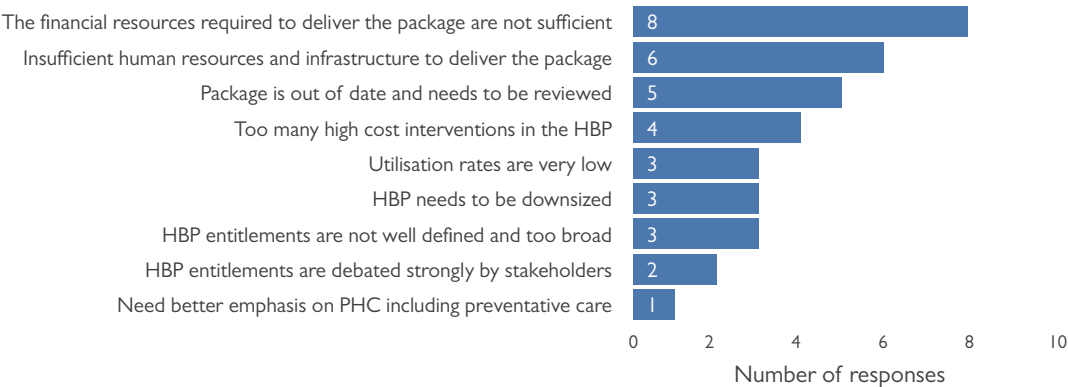 The financial resources required to deliver the package are not sufficient 8
Insufficient human resources and infrastructure to deliver the package 6
Package is out of date and needs to be reviewed 5
Too many high cost interventions in the HBP 4
Utilisation rates are very low 3
HBP needs to be downsized 3
HBP entitlements are not well defined and too broad 3
HBP entitlements are debated strongly by stakeholders 2
Need better emphasis on PHC including preventative care 1
0 2 4 6 8 10
Number of responses